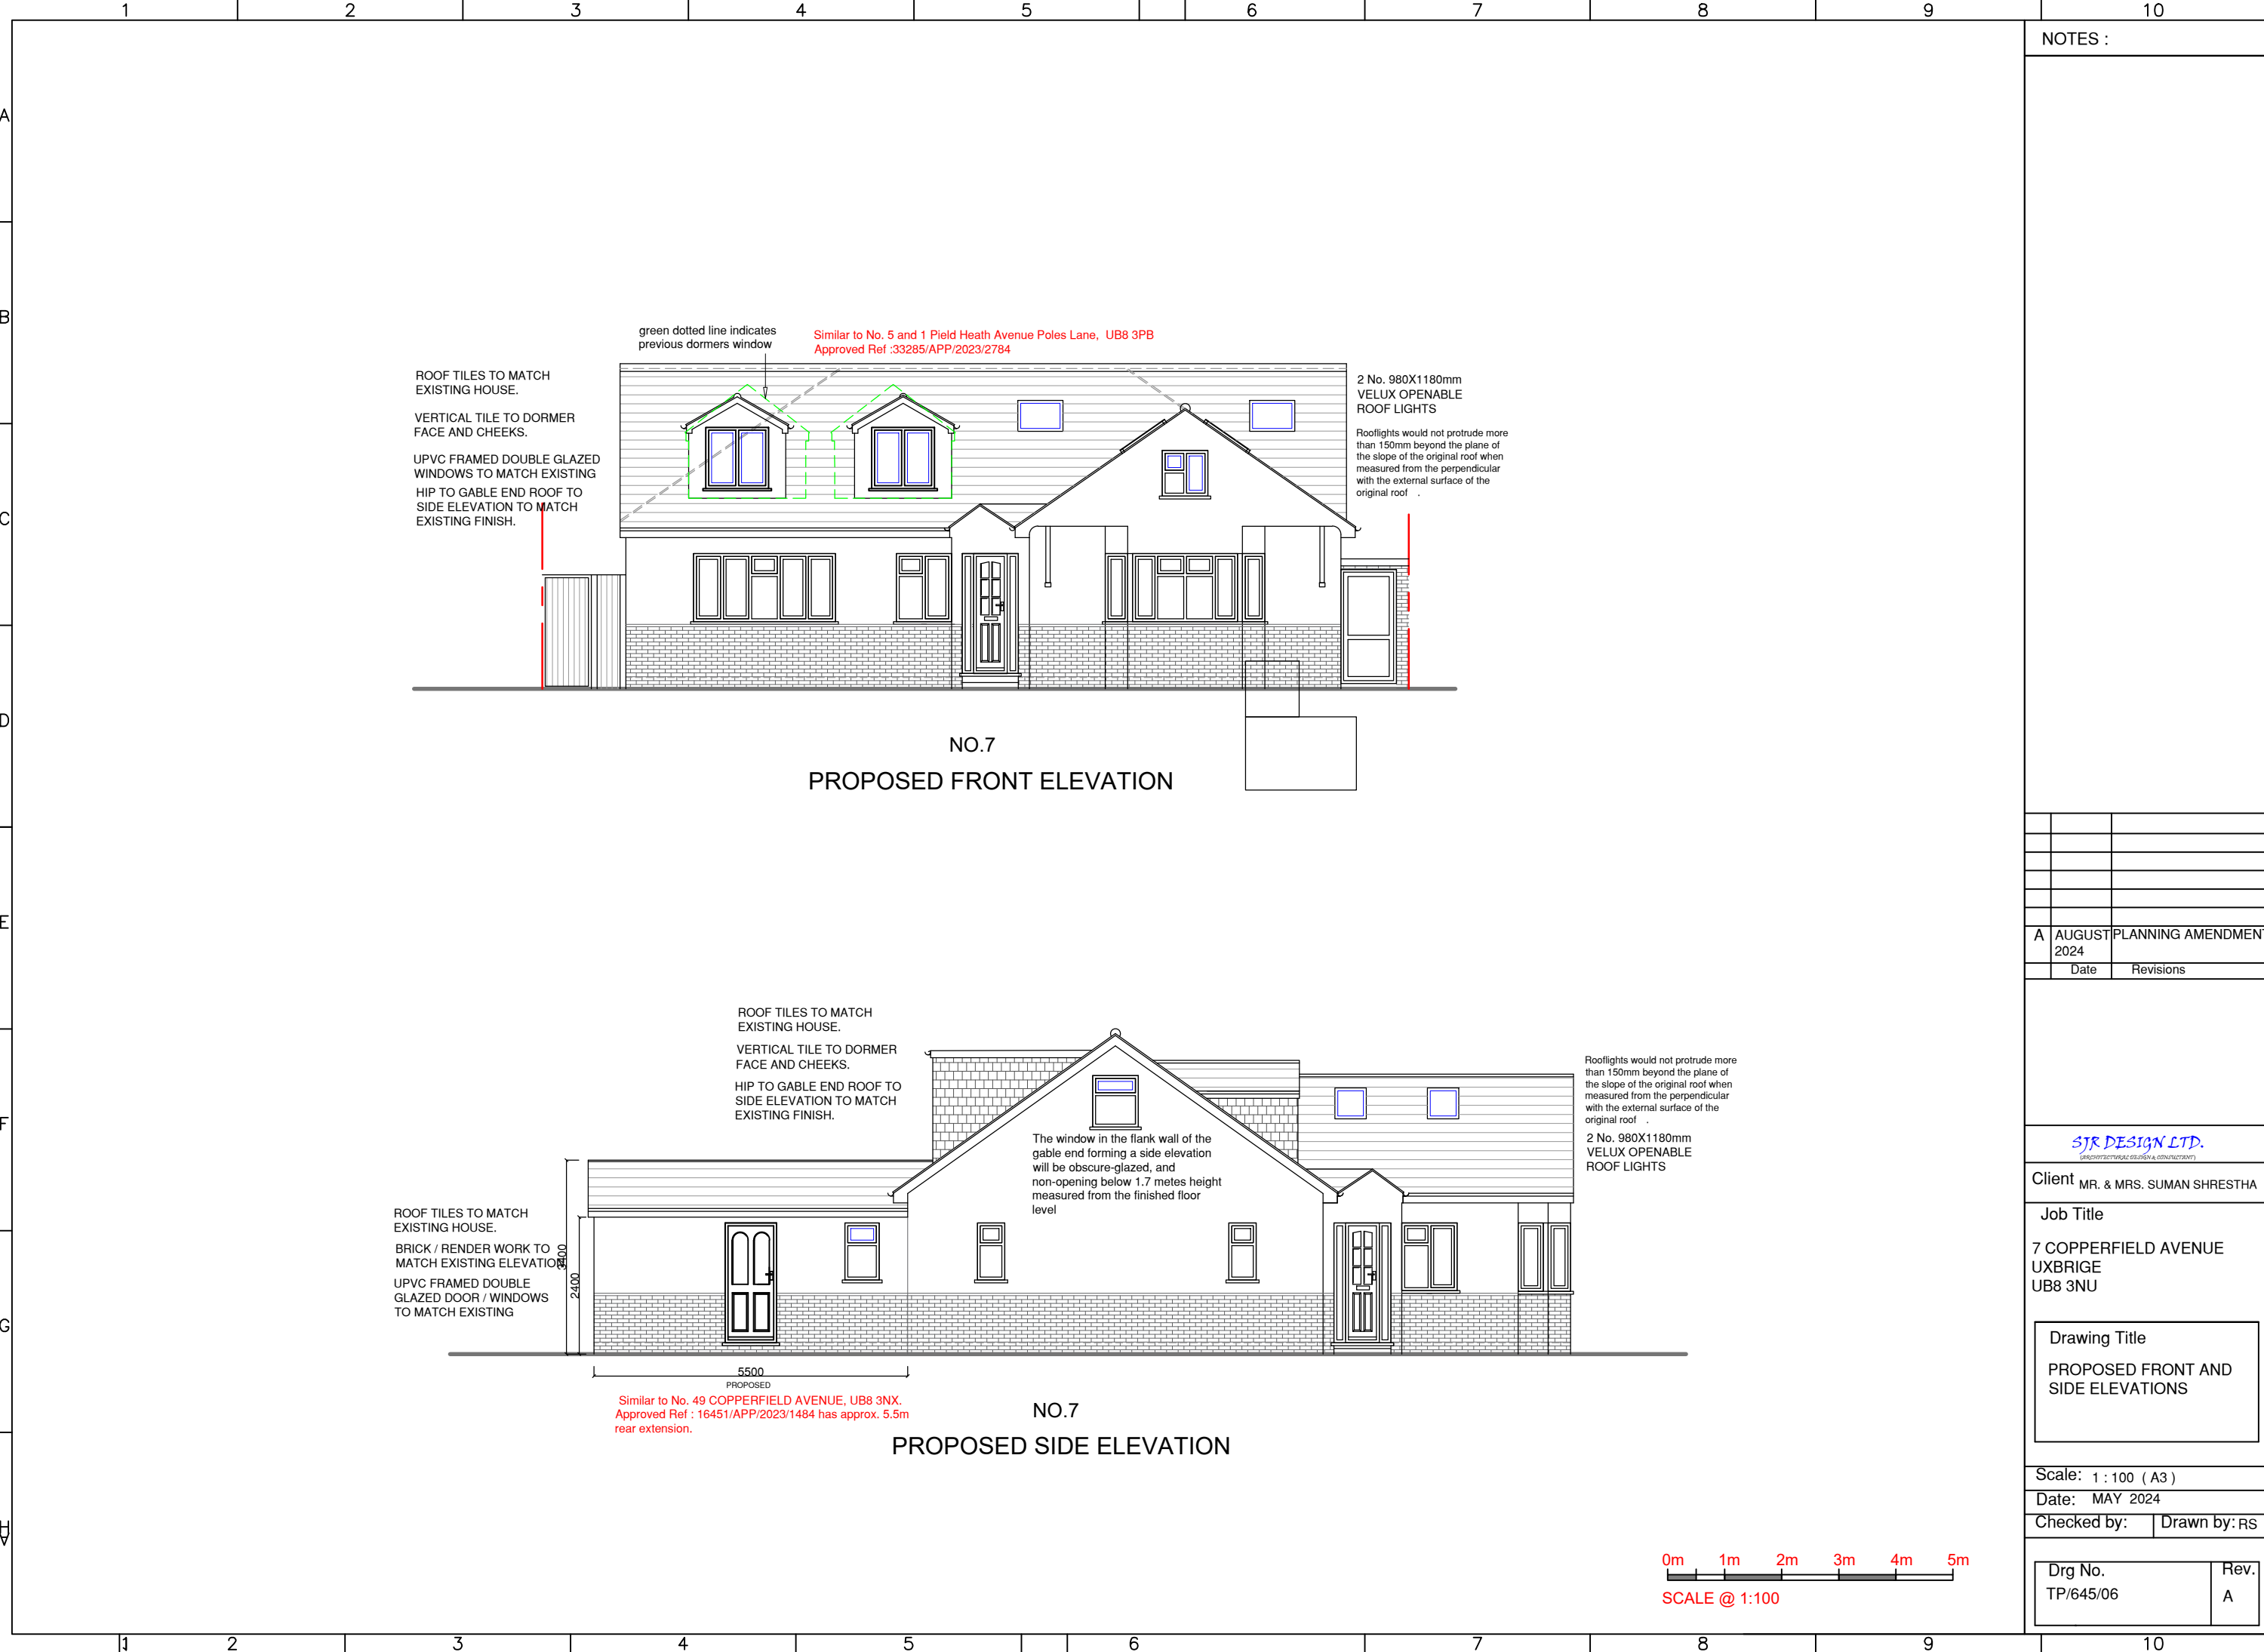 1 2 3 4 5 6 7 8 9 10
NOTES :
A
B
C
D
E
F
G
H
green dotted line indicates
previous dormers window
Similar to No. 5 and 1 Pield Heath Avenue Poles Lane, UB8 3PB
Approved Ref :33285/APP/2023/2784
ROOF TILES TO MATCH
EXISTING HOUSE.
VERTICAL TILE TO DORMER
FACE AND CHEEKS.
UPVC FRAMED DOUBLE GLAZED
WINDOWS TO MATCH EXISTING
HIP TO GABLE END ROOF TO
SIDE ELEVATION TO MATCH
EXISTING FINISH.
2 No. 980X1180mm
VELUX OPENABLE
ROOF LIGHTS
Rooflights would not protrude more
than 150mm beyond the plane of
the slope of the original roof when
measured from the perpendicular
with the external surface of the
original roof .
NO.7
PROPOSED FRONT ELEVATION
ROOF TILES TO MATCH
EXISTING HOUSE.
VERTICAL TILE TO DORMER
FACE AND CHEEKS.
HIP TO GABLE END ROOF TO
SIDE ELEVATION TO MATCH
EXISTING FINISH.
The window in the flank wall of the
gable end forming a side elevation
will be obscure-glazed, and
non-opening below 1.7 metes height
measured from the finished floor
level
Rooflights would not protrude more
than 150mm beyond the plane of
the slope of the original roof when
measured from the perpendicular
with the external surface of the
original roof .
2 No. 980X1180mm
VELUX OPENABLE
ROOF LIGHTS
ROOF TILES TO MATCH
EXISTING HOUSE.
BRICK / RENDER WORK TO
MATCH EXISTING ELEVATION
UPVC FRAMED DOUBLE
GLAZED DOOR / WINDOWS
TO MATCH EXISTING
3400
2400
5500
PROPOSED
Similar to No. 49 COPPERFIELD AVENUE, UB8 3NX.
Approved Ref : 16451/APP/2023/1484 has approx. 5.5m
rear extension.
NO.7
PROPOSED SIDE ELEVATION
0m 1m 2m 3m 4m 5m
SCALE @ 1:100
A AUGUST 2024 PLANNING AMENDMENT
Date Revisions
SJR DESIGN LTD.
(ARCHITECTURAL DESIGN & CONSULTANT)
Client MR. & MRS. SUMAN SHRESTHA
Job Title
7 COPPERFIELD AVENUE
UXBRIGE
UB8 3NU
Drawing Title
PROPOSED FRONT AND
SIDE ELEVATIONS
Scale: 1 : 100 ( A3 )
Date: MAY 2024
Checked by: Drawn by: RS
Drg No. Rev.
TP/645/06 A
1 2 3 4 5 6 7 8 9 10